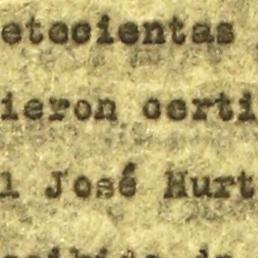 etecientas
ieron certi
l José Hurt